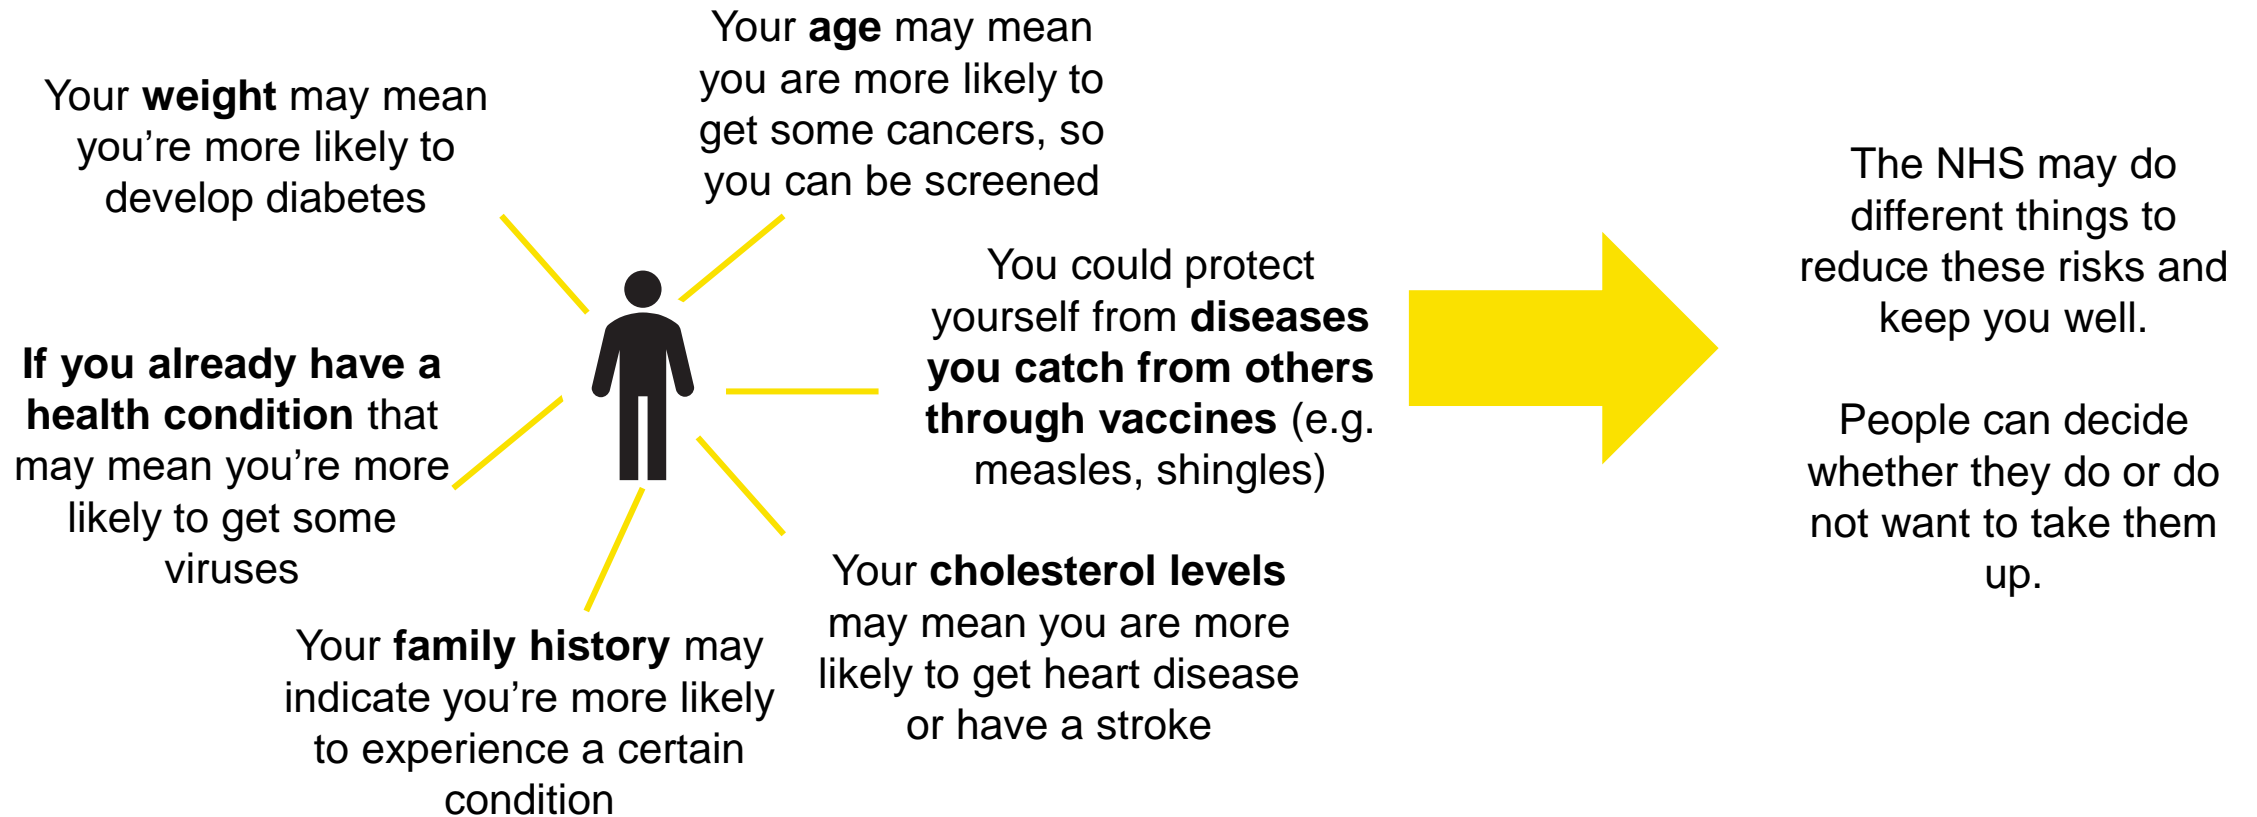 Your age may mean
you are more likely to
get some cancers, so
you can be screened
Your weight may mean
you’re more likely to
develop diabetes
You could protect
yourself from diseases
you catch from others
through vaccines (e.g.
measles, shingles)
If you already have a
health condition that
may mean you’re more
likely to get some
viruses
Your cholesterol levels
may mean you are more
likely to get heart disease
or have a stroke
Your family history may
indicate you’re more likely
to experience a certain
condition
The NHS may do
different things to
reduce these risks and
keep you well.
People can decide
whether they do or do
not want to take them
up.